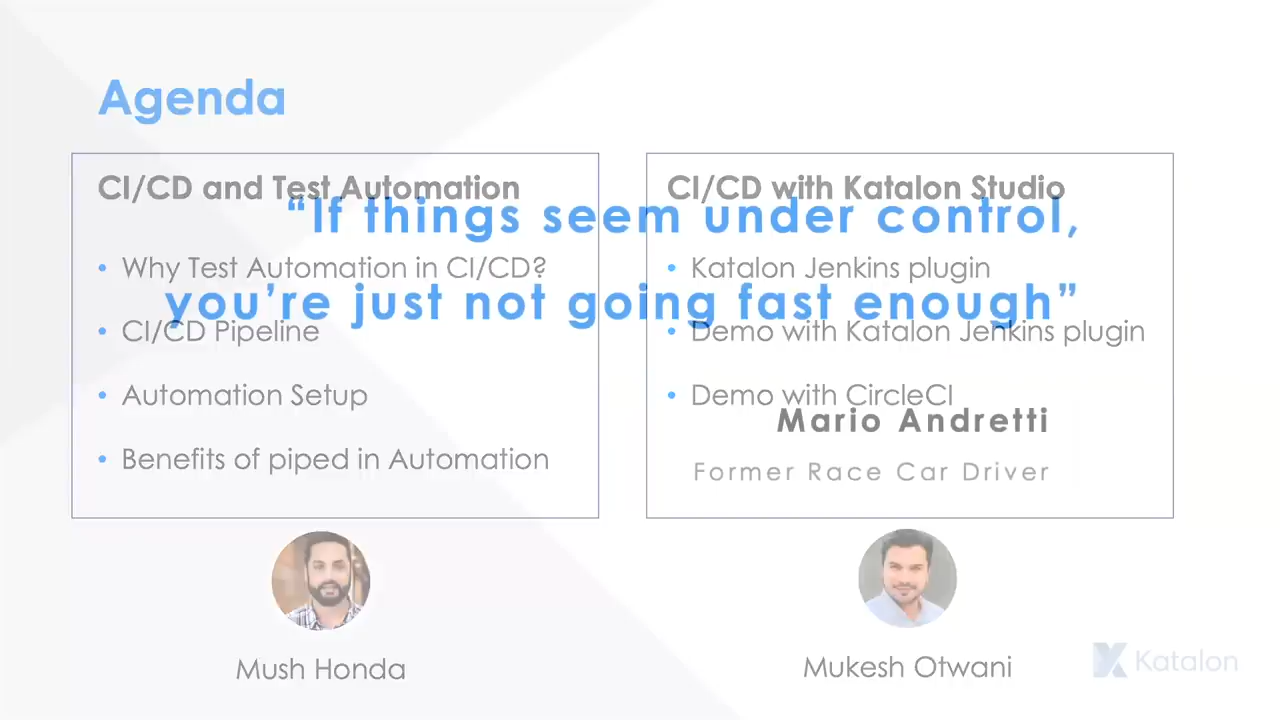 Agenda
CI/CD and Test Automation
• Why Test Automation in CI/CD?
• CI/CD Pipeline
• Automation Setup
• Benefits of piped in Automation
Mush Honda
CI/CD with Katalon Studio
• Katalon Jenkins plugin
• Demo with Katalon Jenkins plugin
• Demo with CircleCI
Mukesh Otwani
“If things seem under control,
you’re just not going fast enough”
Mario Andretti
Former Race Car Driver
Katalon